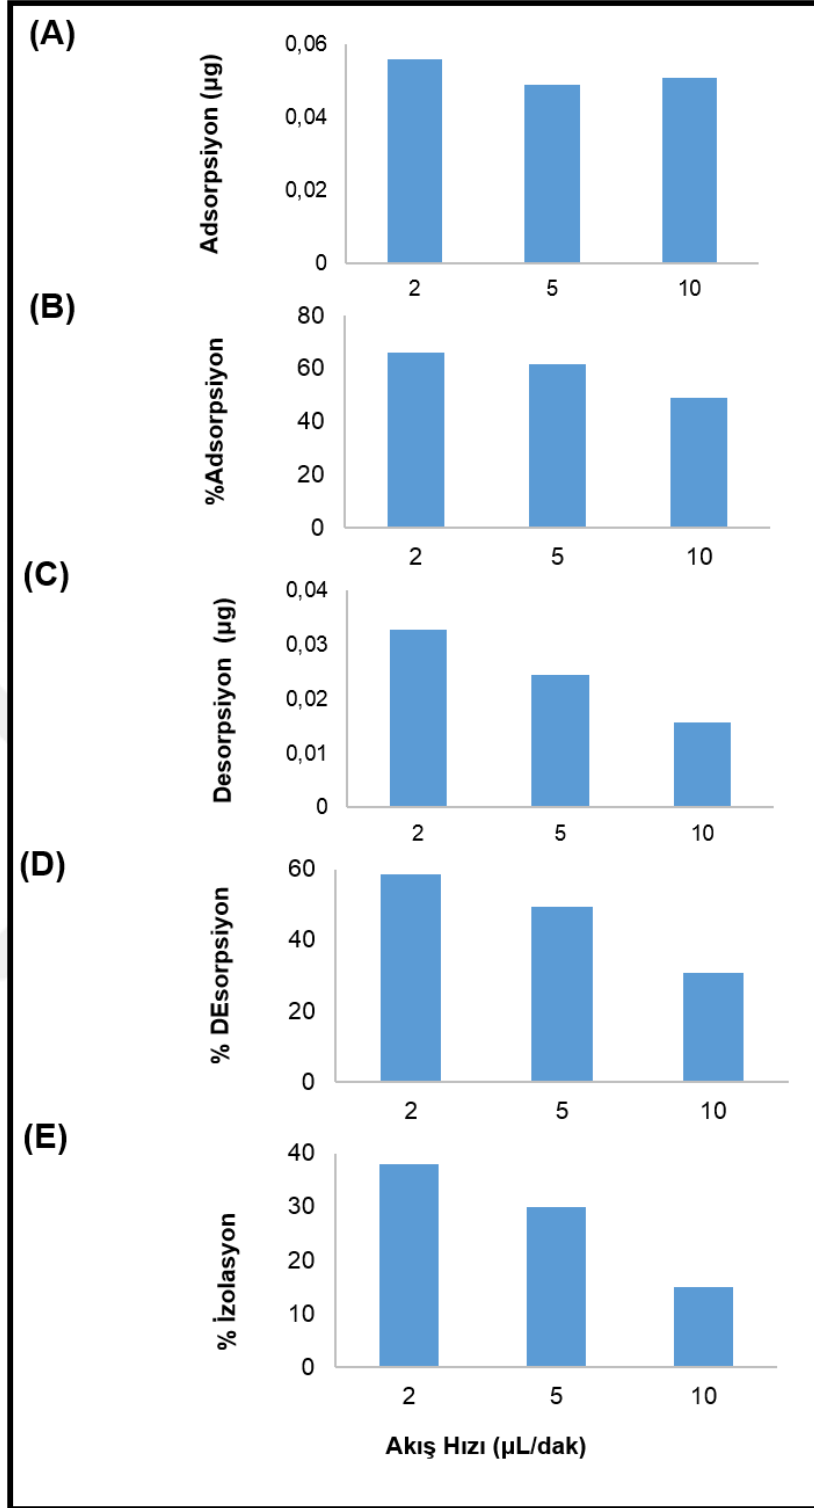 (A)
Adsorpsiyon (µg)
0,06
0,04
0,02
0
2 5 10
(B)
%Adsorpsiyon
80
60
40
20
0
2 5 10
(C)
Desorpsiyon (µg)
0,04
0,03
0,02
0,01
0
2 5 10
(D)
% DEsorpsiyon
60
40
20
0
2 5 10
(E)
% İzolasyon
40
30
20
10
0
2 5 10
Akış Hızı (µL/dak)